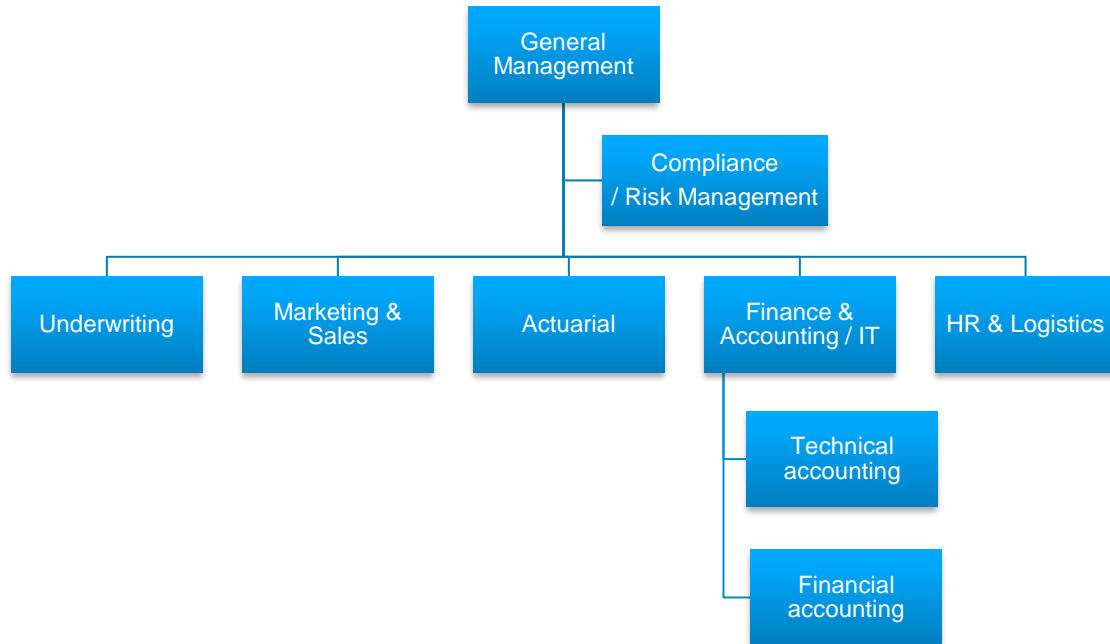 General
Management
Compliance
/ Risk Management
Underwriting
Marketing &
Sales
Actuarial
Finance &
Accounting / IT
HR & Logistics
Technical
accounting
Financial
accounting